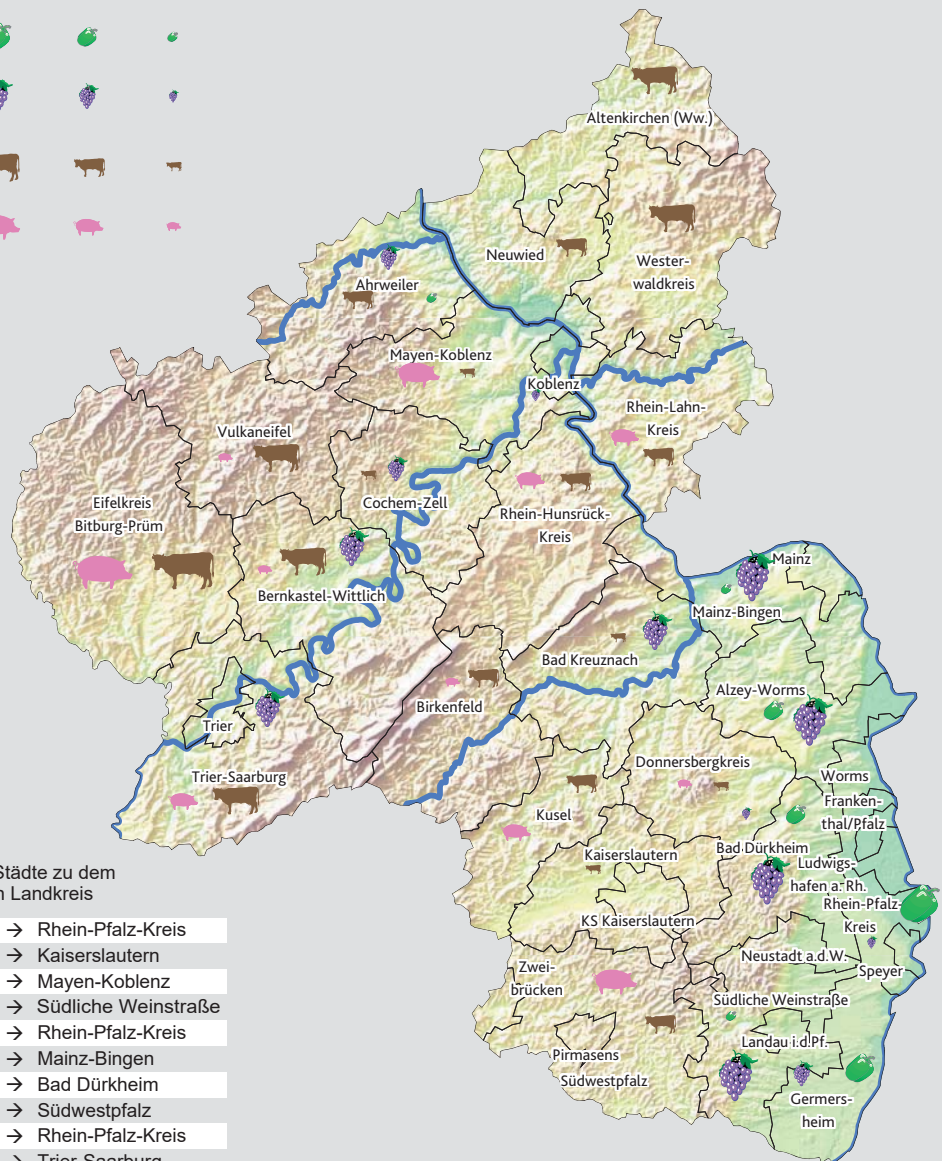 Altenkirchen (Ww.)
Neuwied
Wester-
waldkreis
Ahrweiler
Mayen-Koblenz
Koblenz
Rhein-Lahn-
Kreis
Vulkaneifel
Cochem-Zell
Eifelkreis
Bitburg-Prüm
Rhein-Hunsrück-
Kreis
Mainz
Bernkastel-Wittlich
Mainz-Bingen
Bad Kreuznach
Alzey-Worms
Birkenfeld
Trier
Donnersbergkreis
Trier-Saarburg
Worms
Franken-
thal/Pfalz
Kusel
Kaiserslautern
Bad Dürkheim
Ludwigs-
hafen a. Rh.
Rhein-Pfalz-
Kreis
KS Kaiserslautern
Neustadt a.d.W.
Speyer
Zwei-
brücken
Südliche Weinstraße
Landau i.d.Pf.
Pirmasens
Südwestpfalz
Germers-
heim
Städte zu dem
n Landkreis
→ Rhein-Pfalz-Kreis
→ Kaiserslautern
→ Mayen-Koblenz
→ Südliche Weinstraße
→ Rhein-Pfalz-Kreis
→ Mainz-Bingen
→ Bad Dürkheim
→ Südwestpfalz
→ Rhein-Pfalz-Kreis
→ Trier-Saarburg